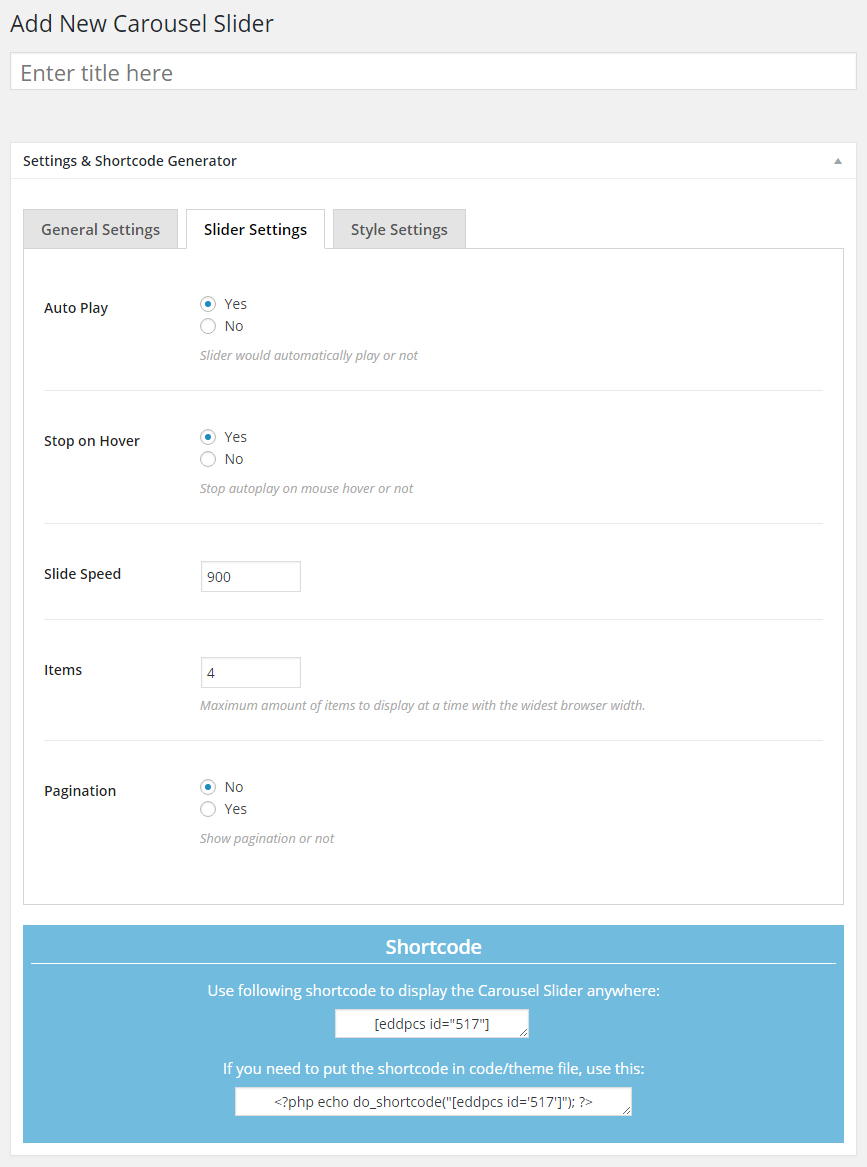 Add New Carousel Slider
Enter title here
Settings & Shortcode Generator
General Settings
Slider Settings
Style Settings
Auto Play
Yes
No
Slider would automatically play or not
Stop on Hover
Yes
No
Stop autoplay on mouse hover or not
Slide Speed
900
Items
4
Maximum amount of items to display at a time with the widest browser width.
Pagination
No
Yes
Show pagination or not
Shortcode
Use following shortcode to display the Carousel Slider anywhere:
[eddpcs id="517"]
If you need to put the shortcode in code/theme file, use this:
<?php echo do_shortcode("[eddpcs id='517']"); ?>